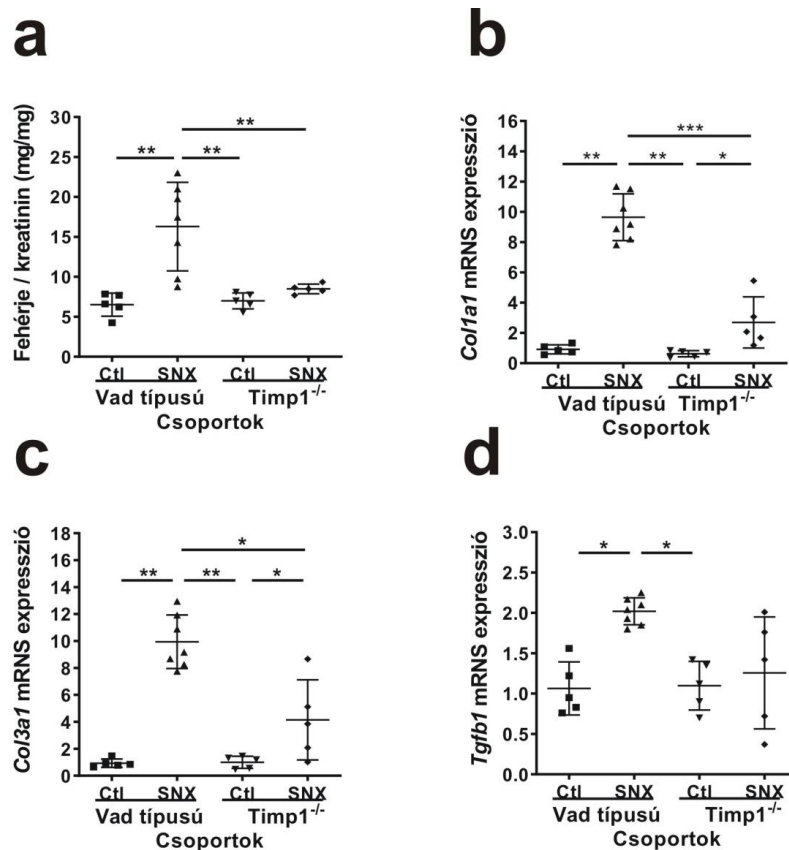 a
Fehérje / kreatinin (mg/mg)
30
25
20
15
10
5
0
**
** **
Ctl SNX Ctl SNX
Vad típusú Timp1-/-
Csoportok
b
Col1a1 mRNS expresszió
16
14
12
10
8
6
4
2
0
***
** ** *
Ctl SNX Ctl SNX
Vad típusú Timp1-/-
Csoportok
c
Col3a1 mRNS expresszió
18
16
14
12
10
8
6
4
2
0
*
** ** *
Ctl SNX Ctl SNX
Vad típusú Timp1-/-
Csoportok
d
Tgfb1 mRNS expresszió
3.0
2.5
2.0
1.5
1.0
0.5
0.0
* *
Ctl SNX Ctl SNX
Vad típusú Timp1-/-
Csoportok